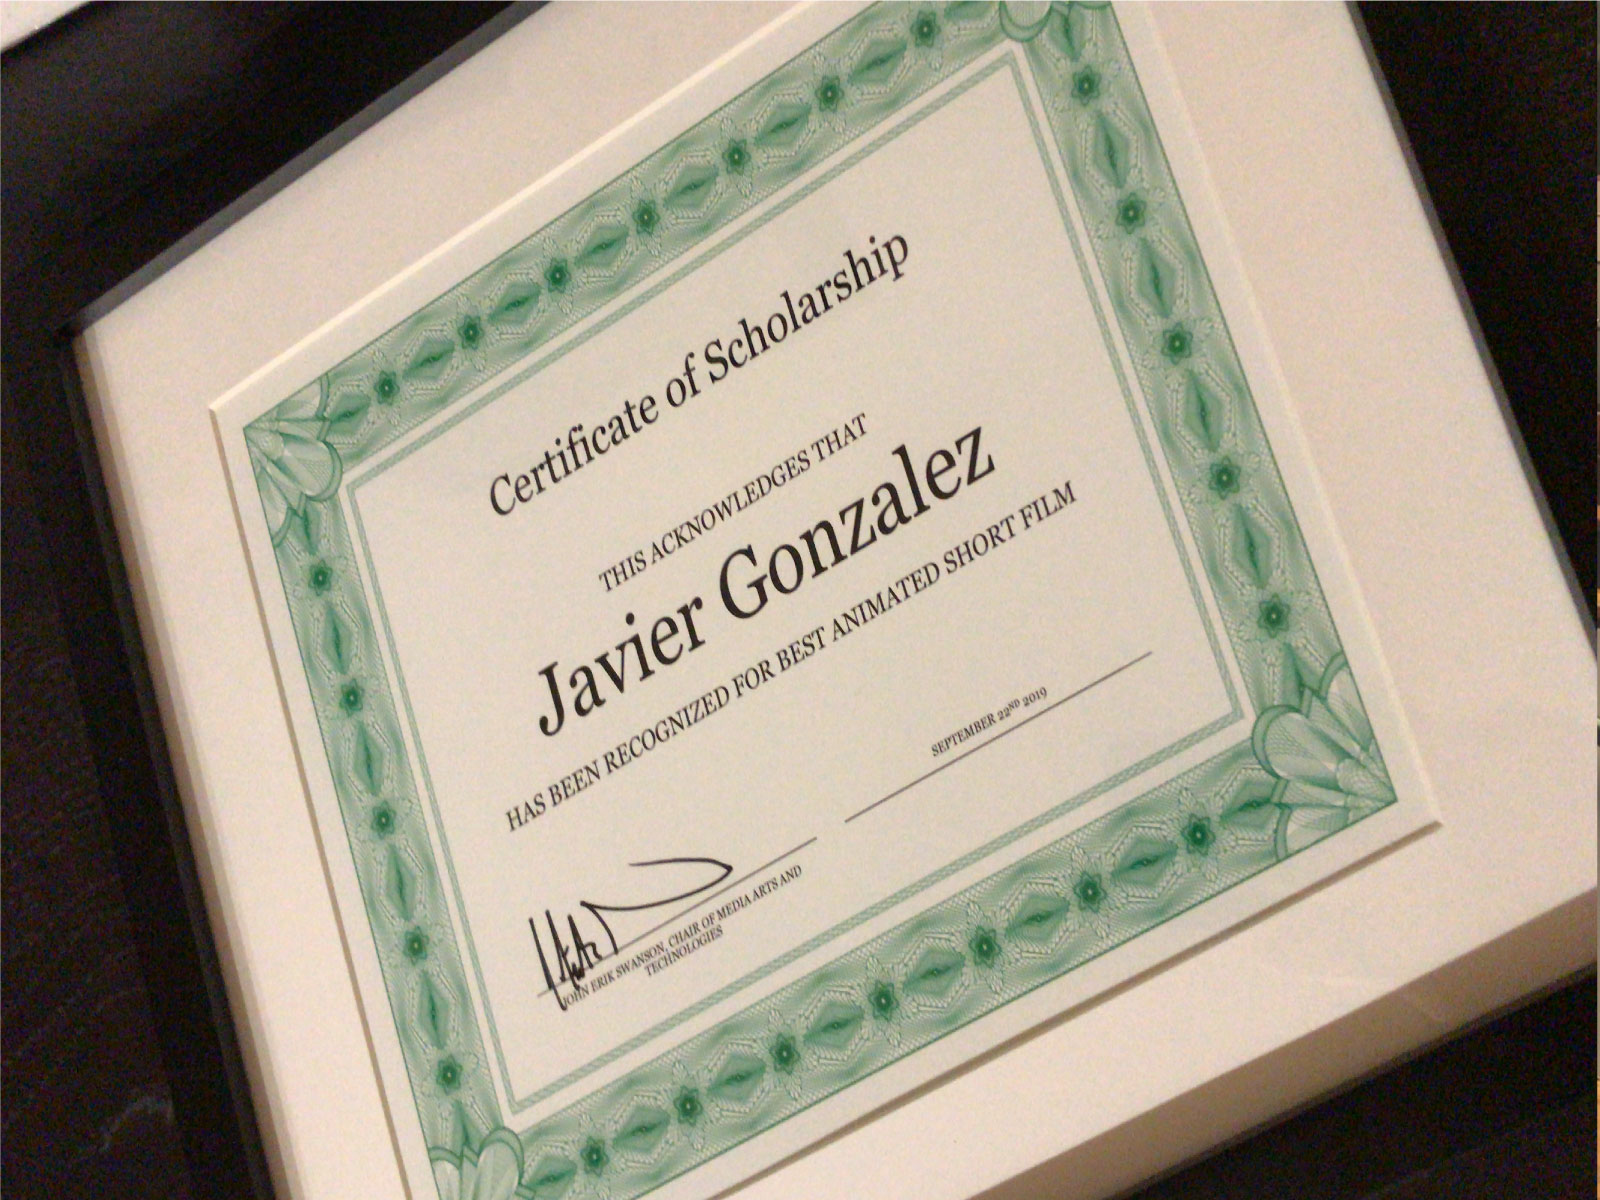 Certificate of Scholarship
THIS ACKNOWLEDGES THAT
Javier Gonzalez
HAS BEEN RECOGNIZED FOR BEST ANIMATED SHORT FILM
SEPTEMBER 22ND 2019
JOHN ERIK SWANSON, CHAIR OF MEDIA ARTS AND
TECHNOLOGIES